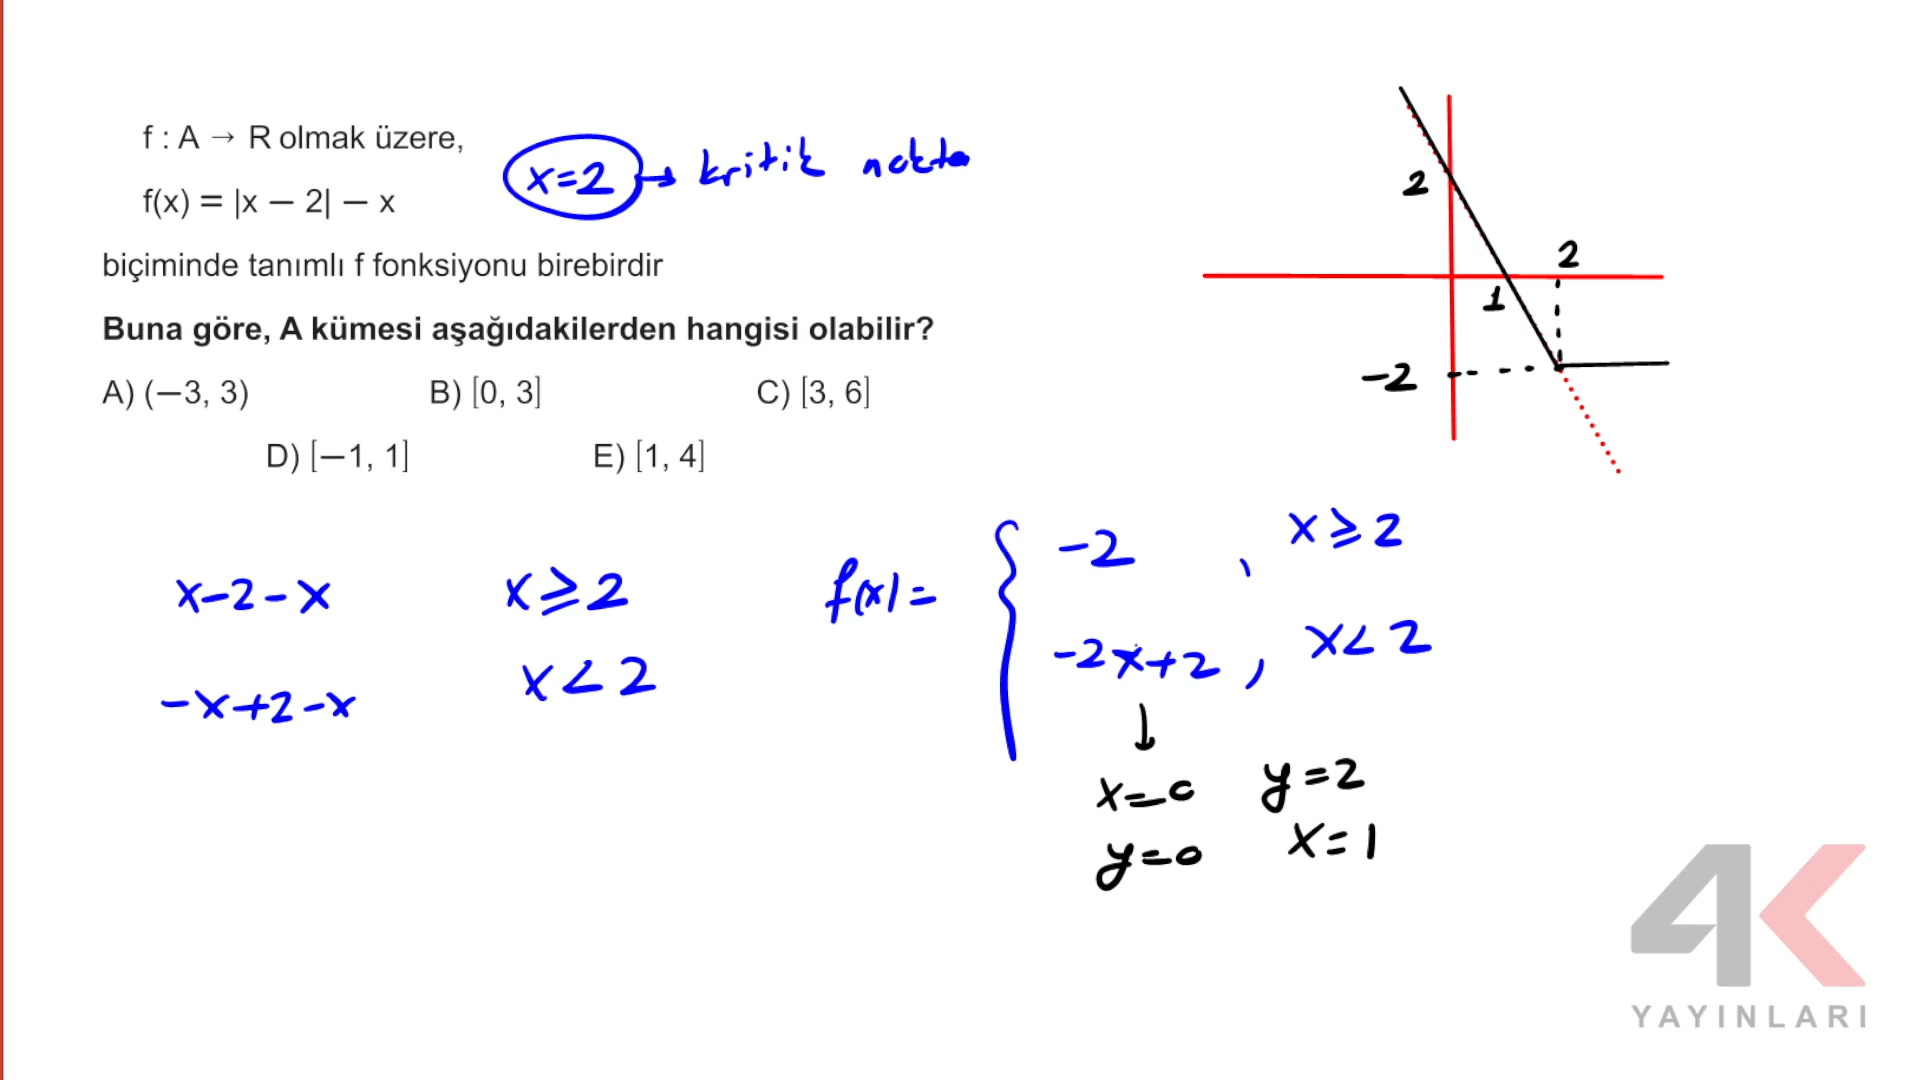 f : A → R olmak üzere,
f(x) = |x − 2| − x
x=2 → kritik nokta
biçiminde tanımlı f fonksiyonu birebirdir
Buna göre, A kümesi aşağıdakilerden hangisi olabilir?
A) (−3, 3) B) [0, 3] C) [3, 6]
D) [−1, 1] E) [1, 4]
2
2
1
-2
x-2-x x≥2
-x+2-x x<2
f(x)= { -2 , x≥2
-2x+2 , x<2
↓
x=0 y=2
y=0 x=1
4K
YAYINLARI